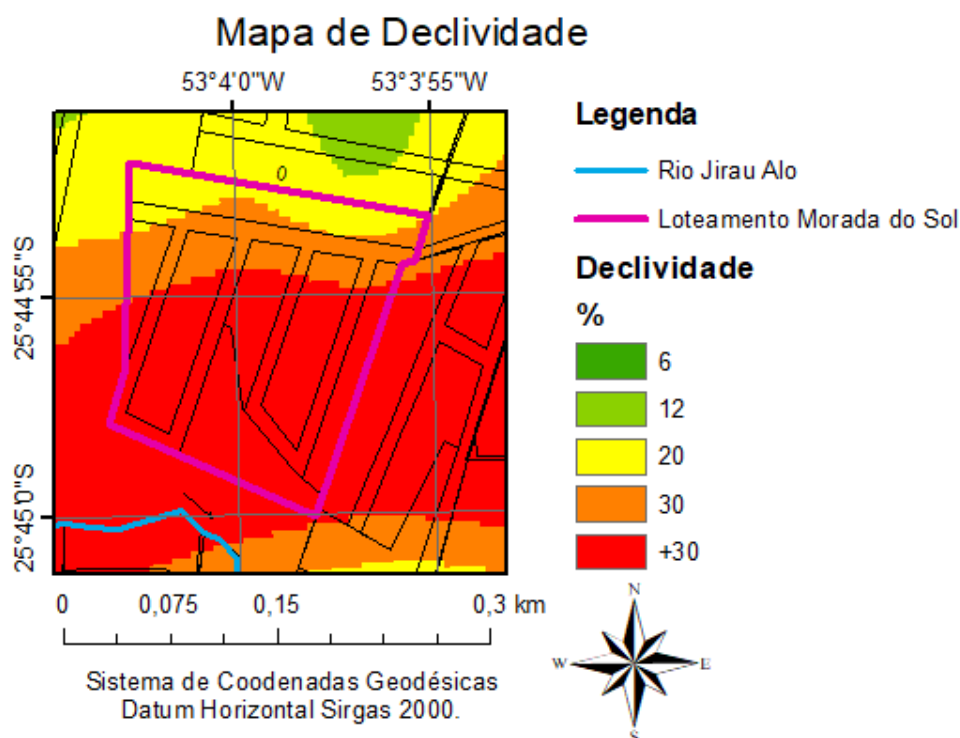 Mapa de Declividade
53°4'0"W
53°3'55"W
25°44'55"S
25°45'0"S
0
Legenda
Rio Jirau Alo
Loteamento Morada do Sol
Declividade
%
6
12
20
30
+30
0
0,075
0,15
0,3 km
Sistema de Coodenadas Geodésicas
Datum Horizontal Sirgas 2000.
N
W
E
S